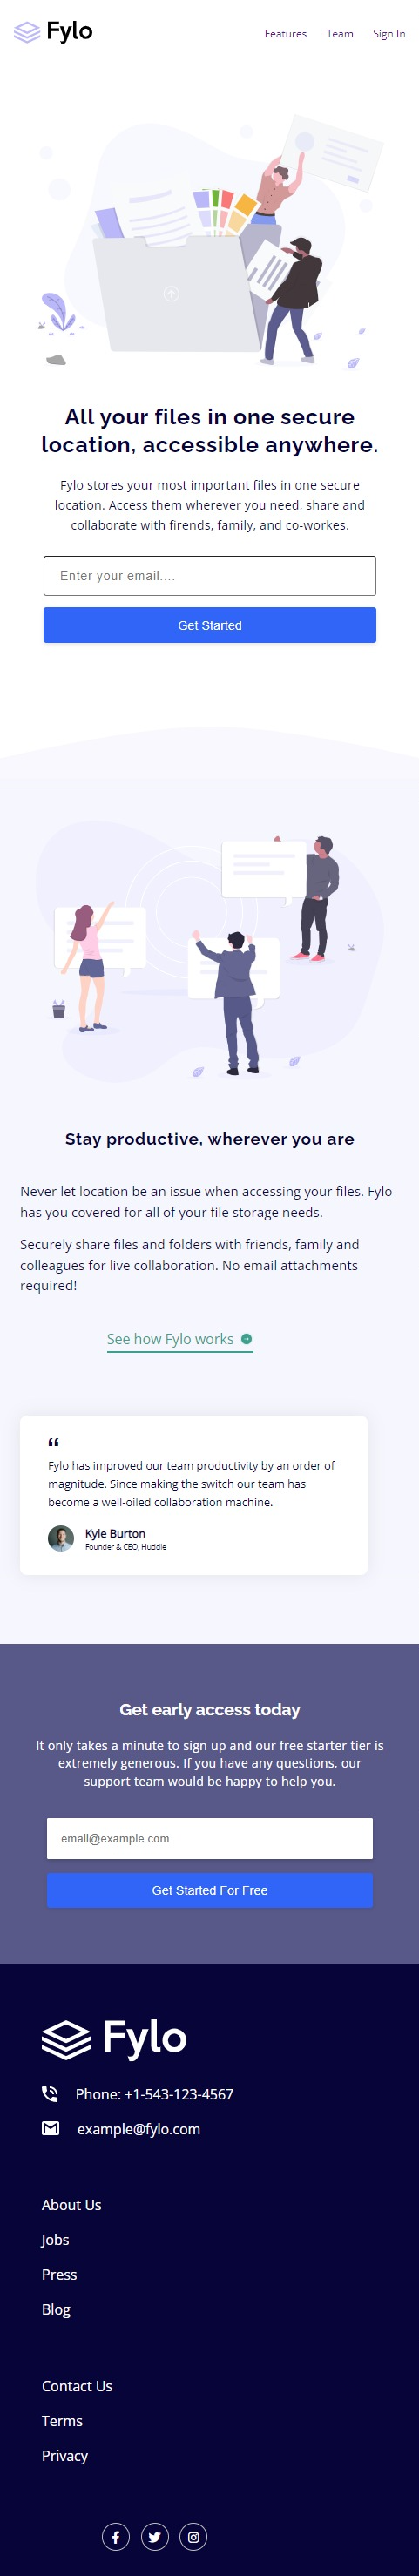 Fylo
Features Team Sign In
All your files in one secure
location, accessible anywhere.
Fylo stores your most important files in one secure
location. Access them wherever you need, share and
collaborate with firends, family, and co-workes.
Enter your email....
Get Started
Stay productive, wherever you are
Never let location be an issue when accessing your files. Fylo
has you covered for all of your file storage needs.
Securely share files and folders with friends, family and
colleagues for live collaboration. No email attachments
required!
See how Fylo works
“
Fylo has improved our team productivity by an order of
magnitude. Since making the switch our team has
become a well-oiled collaboration machine.
Kyle Burton
Founder & CEO, Huddle
Get early access today
It only takes a minute to sign up and our free starter tier is
extremely generous. If you have any questions, our
support team would be happy to help you.
email@example.com
Get Started For Free
Fylo
Phone: +1-543-123-4567
example@fylo.com
About Us
Jobs
Press
Blog
Contact Us
Terms
Privacy